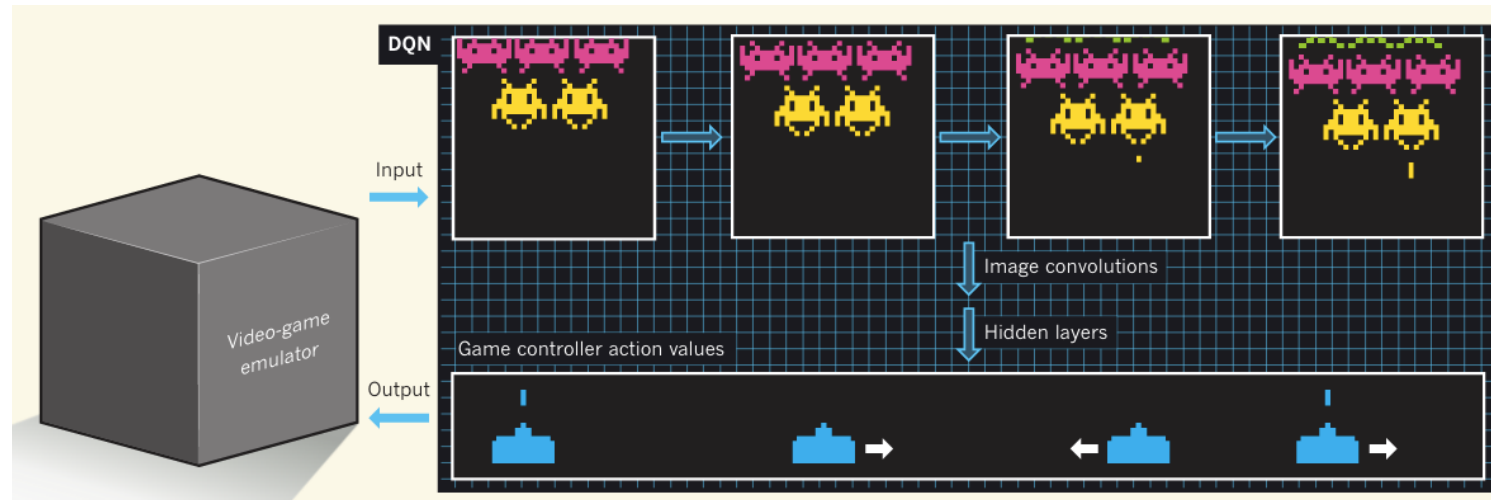 DQN
Input
Image convolutions
Hidden layers
Video-game
emulator
Game controller action values
Output